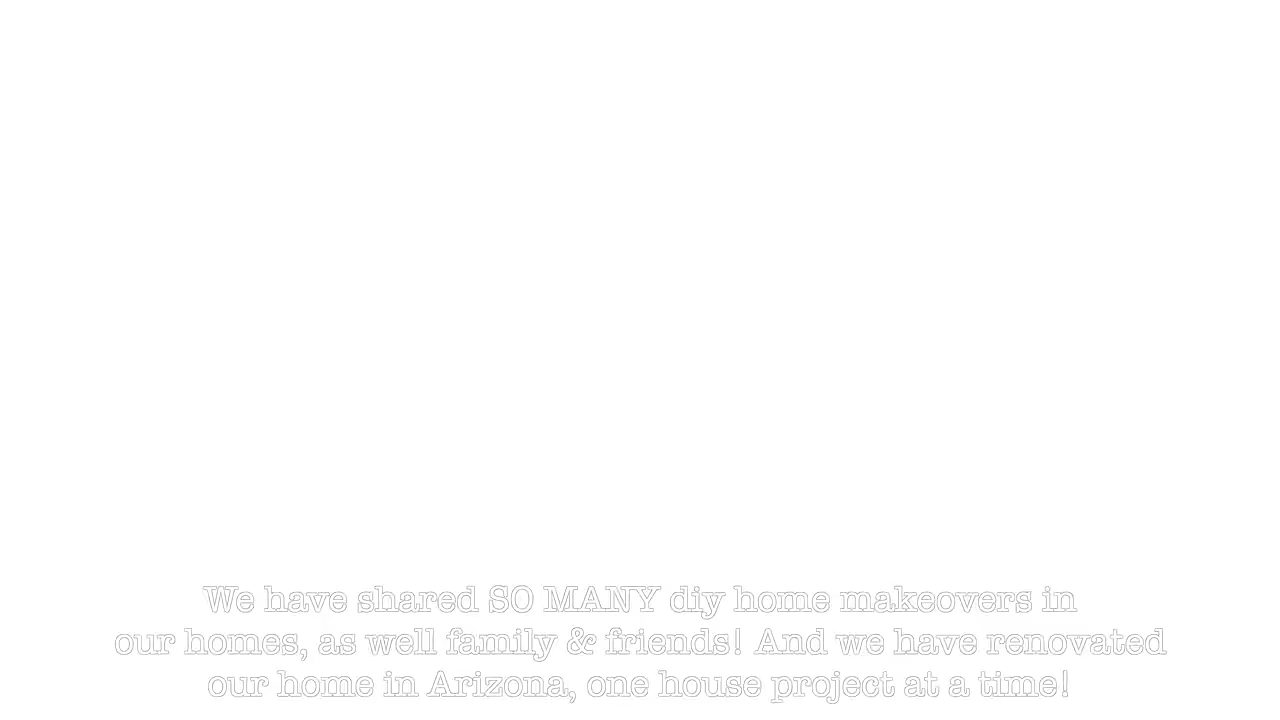 We have shared SO MANY diy home makeovers in
our homes, as well family & friends! And we have renovated
our home in Arizona, one house project at a time!